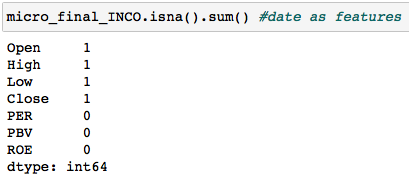 micro_final_INCO.isna().sum() #date as features
Open 1
High 1
Low 1
Close 1
PER 0
PBV 0
ROE 0
dtype: int64